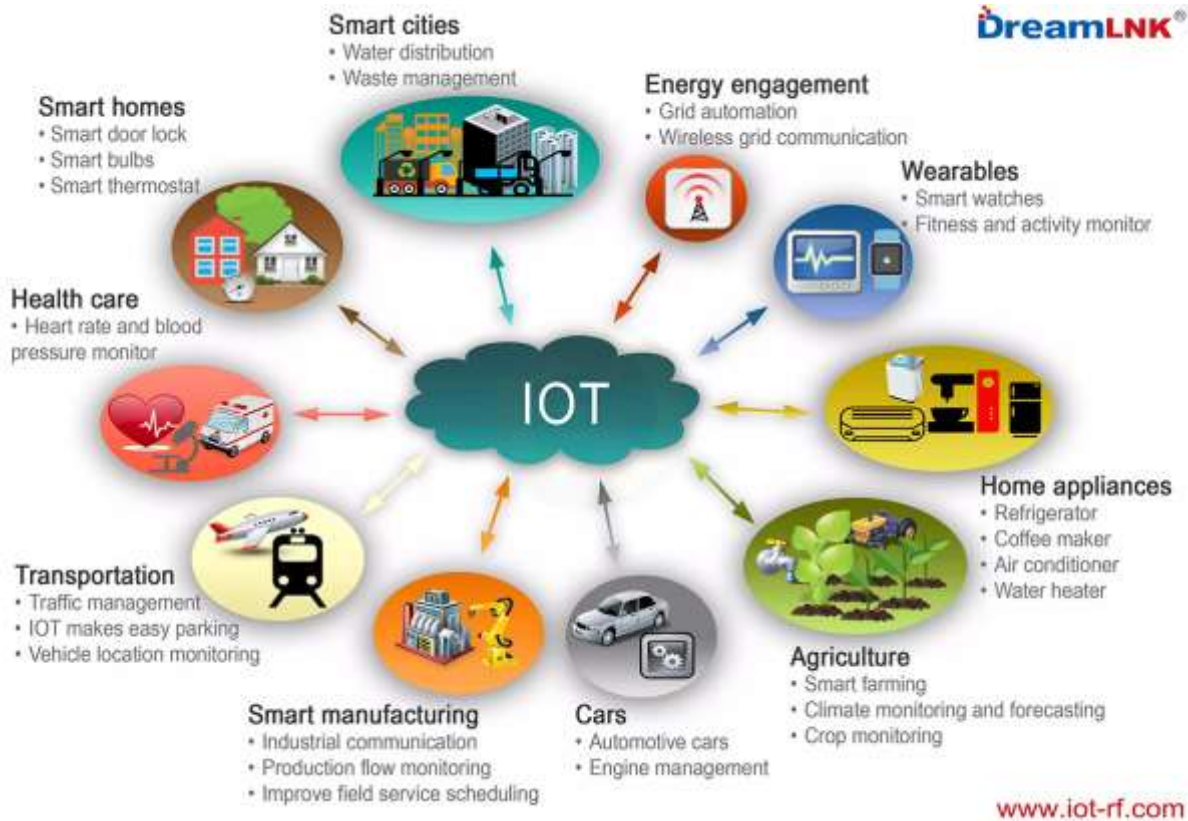 DreamLNK®
Smart cities
• Water distribution
• Waste management
Energy engagement
• Grid automation
• Wireless grid communication
Smart homes
• Smart door lock
• Smart bulbs
• Smart thermostat
Wearables
• Smart watches
• Fitness and activity monitor
Health care
• Heart rate and blood
pressure monitor
IOT
Home appliances
• Refrigerator
• Coffee maker
• Air conditioner
• Water heater
Transportation
• Traffic management
• IOT makes easy parking
• Vehicle location monitoring
Agriculture
• Smart farming
• Climate monitoring and forecasting
• Crop monitoring
Smart manufacturing
• Industrial communication
• Production flow monitoring
• Improve field service scheduling
Cars
• Automotive cars
• Engine management
www.iot-rf.com